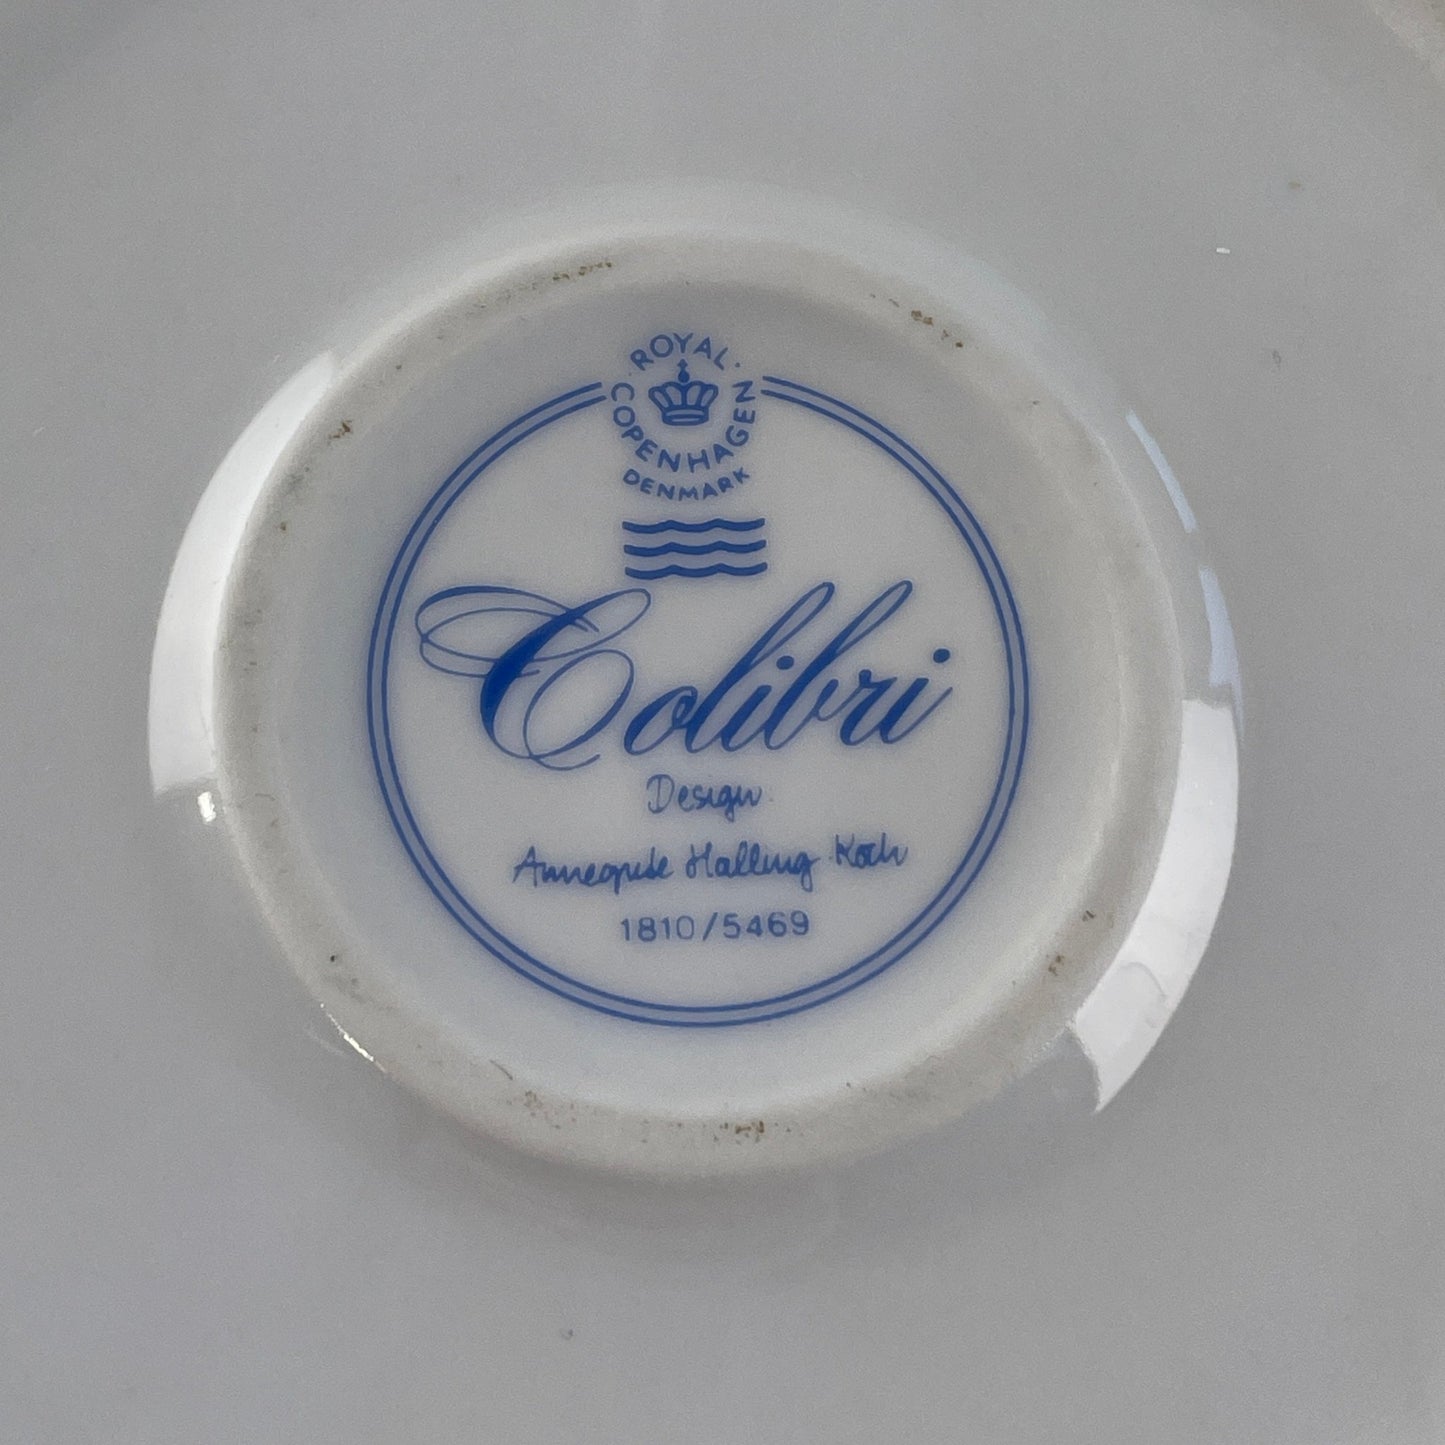 ROYAL
COPENHAGEN
DENMARK
Colibri
Design
Annegrete Halling Koch
1810/5469